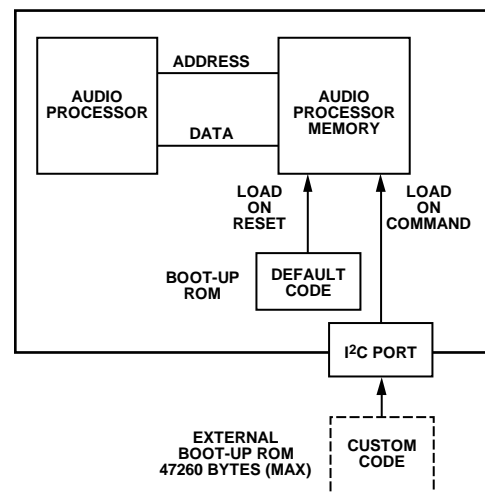 AUDIO
PROCESSOR
ADDRESS
DATA
AUDIO
PROCESSOR
MEMORY
LOAD
ON
RESET
LOAD
ON
COMMAND
BOOT-UP
ROM
DEFAULT
CODE
I²C PORT
EXTERNAL
BOOT-UP ROM
47260 BYTES (MAX)
CUSTOM
CODE